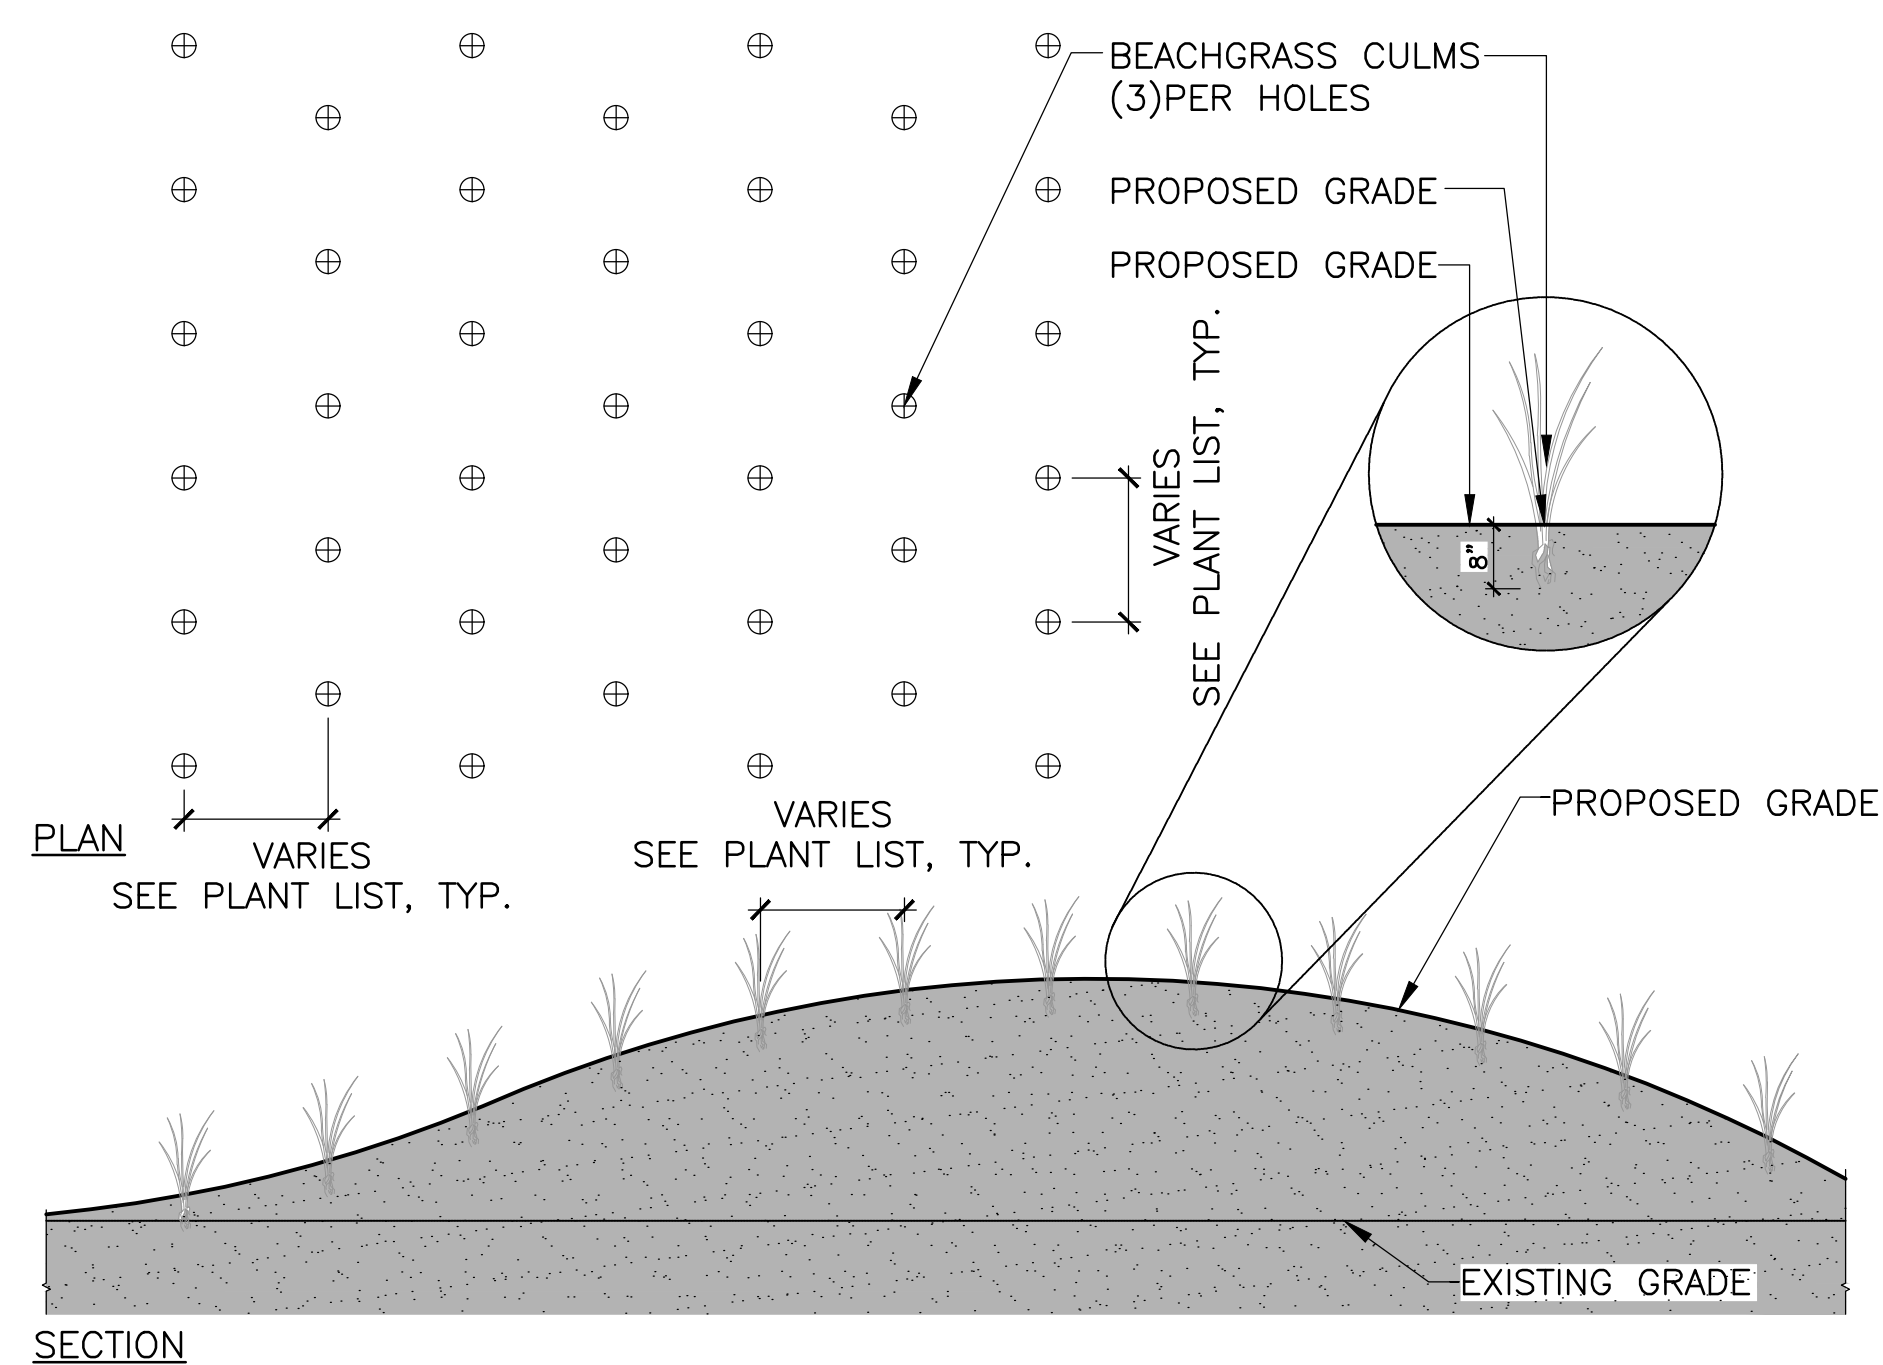 BEACHGRASS CULMS
(3)PER HOLES
PROPOSED GRADE
PROPOSED GRADE
VARIES
SEE PLANT LIST, TYP.
8"
PROPOSED GRADE
PLAN
VARIES
SEE PLANT LIST, TYP.
VARIES
SEE PLANT LIST, TYP.
EXISTING GRADE
SECTION